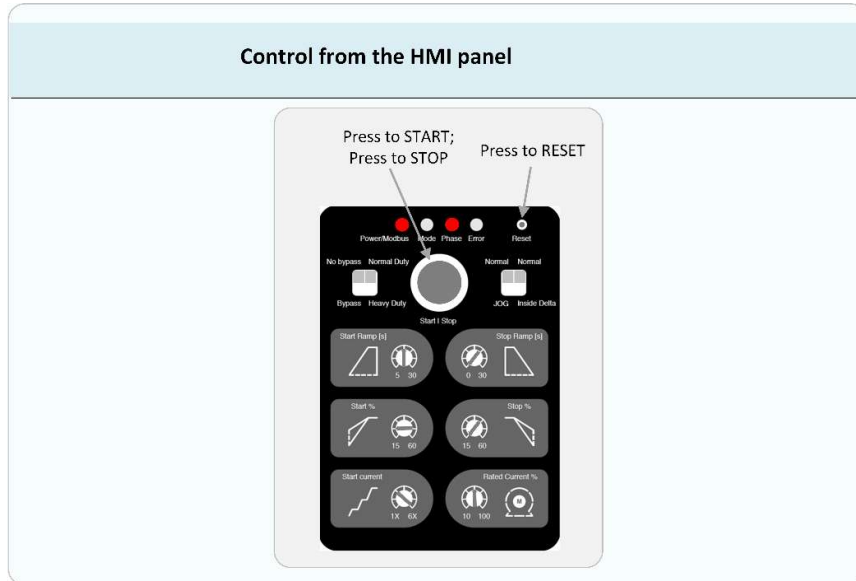 Control from the HMI panel
Press to START;
Press to STOP
Press to RESET
Power/Modbus Mode Phase Error Reset
No bypass Normal Duty Normal Normal
Bypass Heavy Duty JOG Inside Delta
Start I Stop
Start Ramp [s] Stop Ramp [s]
5 30 0 30
Start % Stop %
15 60 15 60
Start current Rated Current %
M
1X 6X 10 100